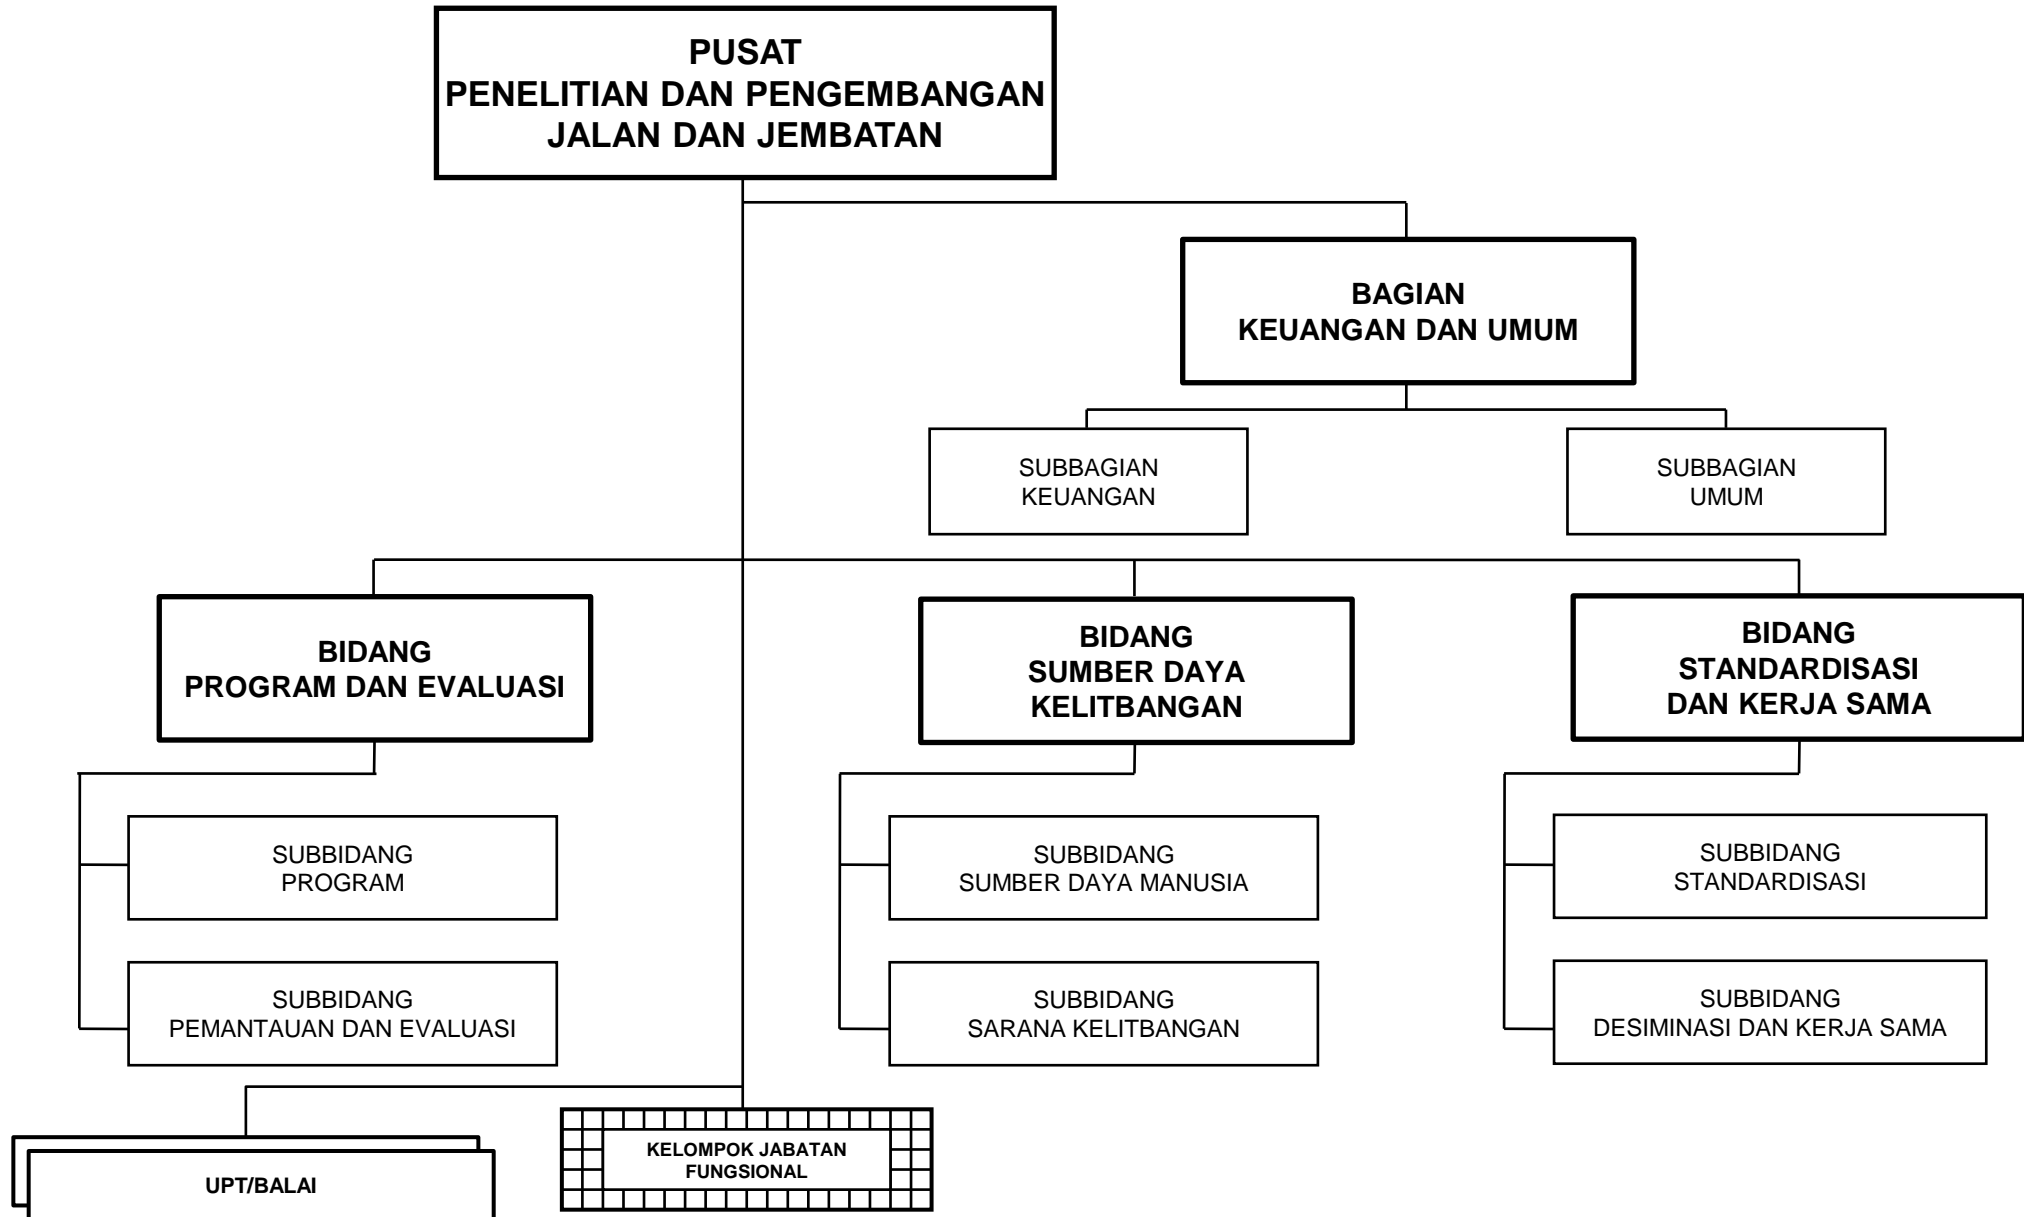 PUSAT
PENELITIAN DAN PENGEMBANGAN
JALAN DAN JEMBATAN
BAGIAN
KEUANGAN DAN UMUM
SUBBAGIAN
KEUANGAN
SUBBAGIAN
UMUM
BIDANG
PROGRAM DAN EVALUASI
BIDANG
SUMBER DAYA
KELITBANGAN
BIDANG
STANDARDISASI
DAN KERJA SAMA
SUBBIDANG
PROGRAM
SUBBIDANG
SUMBER DAYA MANUSIA
SUBBIDANG
STANDARDISASI
SUBBIDANG
PEMANTAUAN DAN EVALUASI
SUBBIDANG
SARANA KELITBANGAN
SUBBIDANG
DESIMINASI DAN KERJA SAMA
UPT/BALAI
KELOMPOK JABATAN
FUNGSIONAL